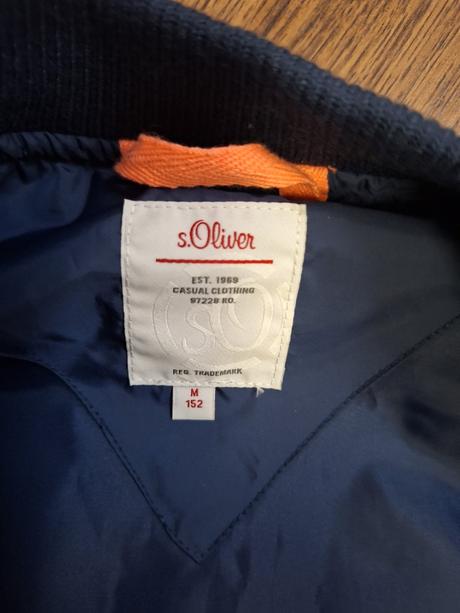 s.Oliver
EST. 1969
CASUAL CLOTHING
97228 RO.
s.O
REG. TRADEMARK
M
152